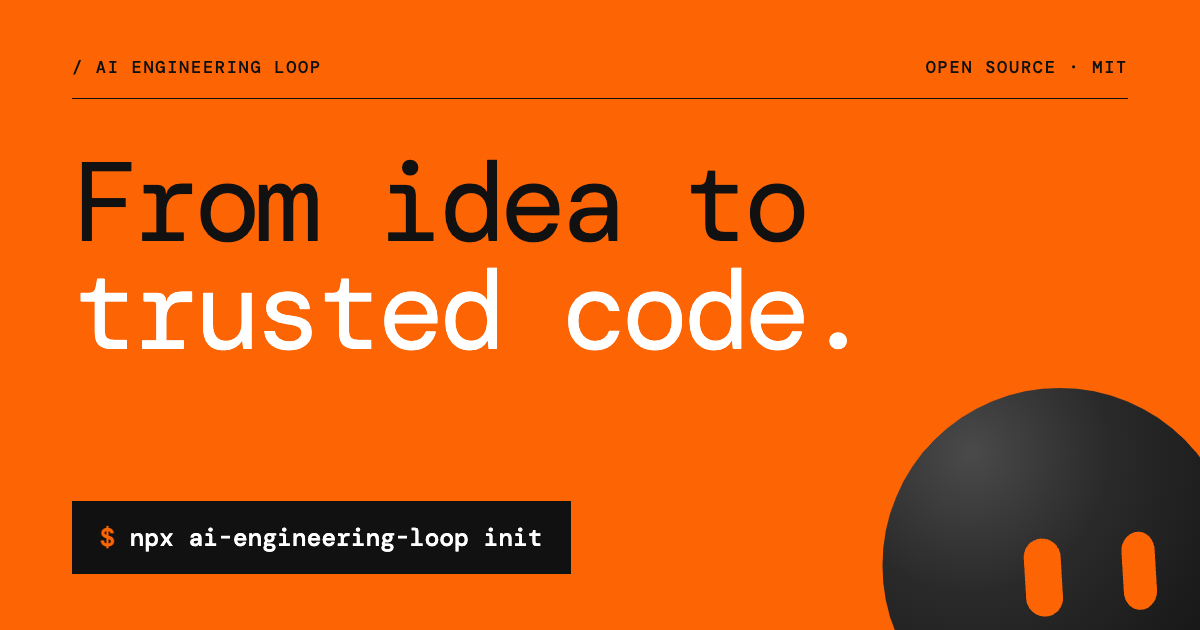 / AI ENGINEERING LOOP
OPEN SOURCE · MIT
From idea to
trusted code.
$ npx ai-engineering-loop init